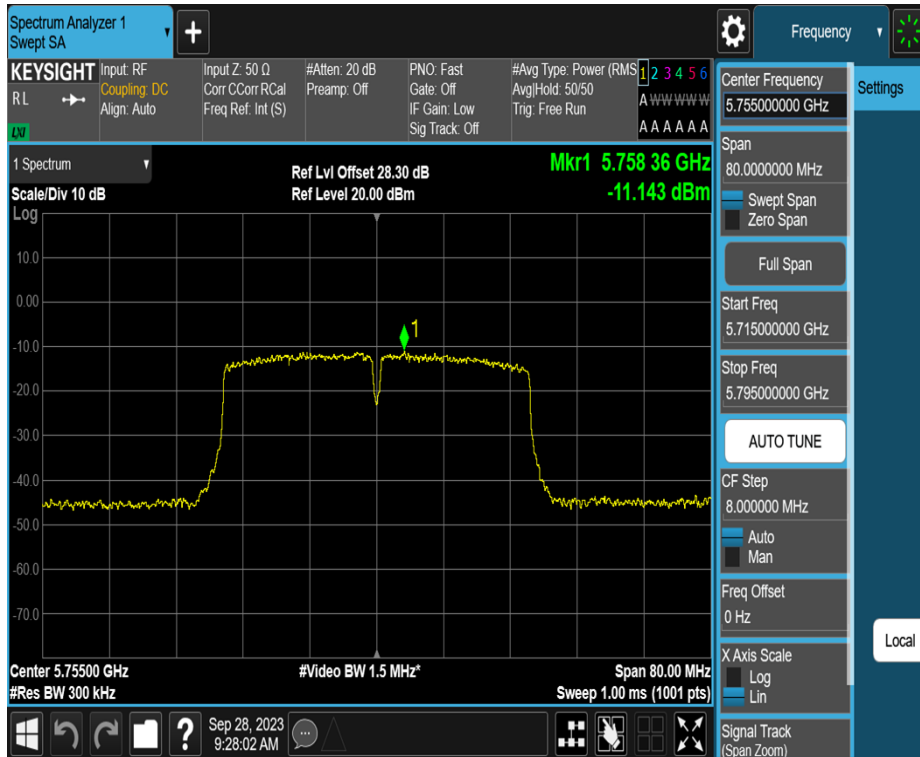 Spectrum Analyzer 1
Swept SA
+
Frequency
KEYSIGHT
R L
LXI
Input: RF
Coupling: DC
Align: Auto
Input Z: 50 Ω
Corr CCorr RCal
Freq Ref: Int (S)
#Atten: 20 dB
Preamp: Off
PNO: Fast
Gate: Off
IF Gain: Low
Sig Track: Off
#Avg Type: Power (RMS
Avg|Hold: 50/50
Trig: Free Run
1 2 3 4 5 6
A W W W W W
A A A A A A
1 Spectrum
Scale/Div 10 dB
Log
Ref Lvl Offset 28.30 dB
Ref Level 20.00 dBm
Mkr1 5.758 36 GHz
-11.143 dBm
10.0
0.00
-10.0
-20.0
-30.0
-40.0
-50.0
-60.0
-70.0
1
Center 5.75500 GHz
#Res BW 300 kHz
#Video BW 1.5 MHz*
Span 80.00 MHz
Sweep 1.00 ms (1001 pts)
Center Frequency
5.755000000 GHz
Span
80.0000000 MHz
Swept Span
Zero Span
Full Span
Start Freq
5.715000000 GHz
Stop Freq
5.795000000 GHz
AUTO TUNE
CF Step
8.000000 MHz
Auto
Man
Freq Offset
0 Hz
X Axis Scale
Log
Lin
Signal Track
(Span Zoom)
Settings
Local
?
Sep 28, 2023
9:28:02 AM